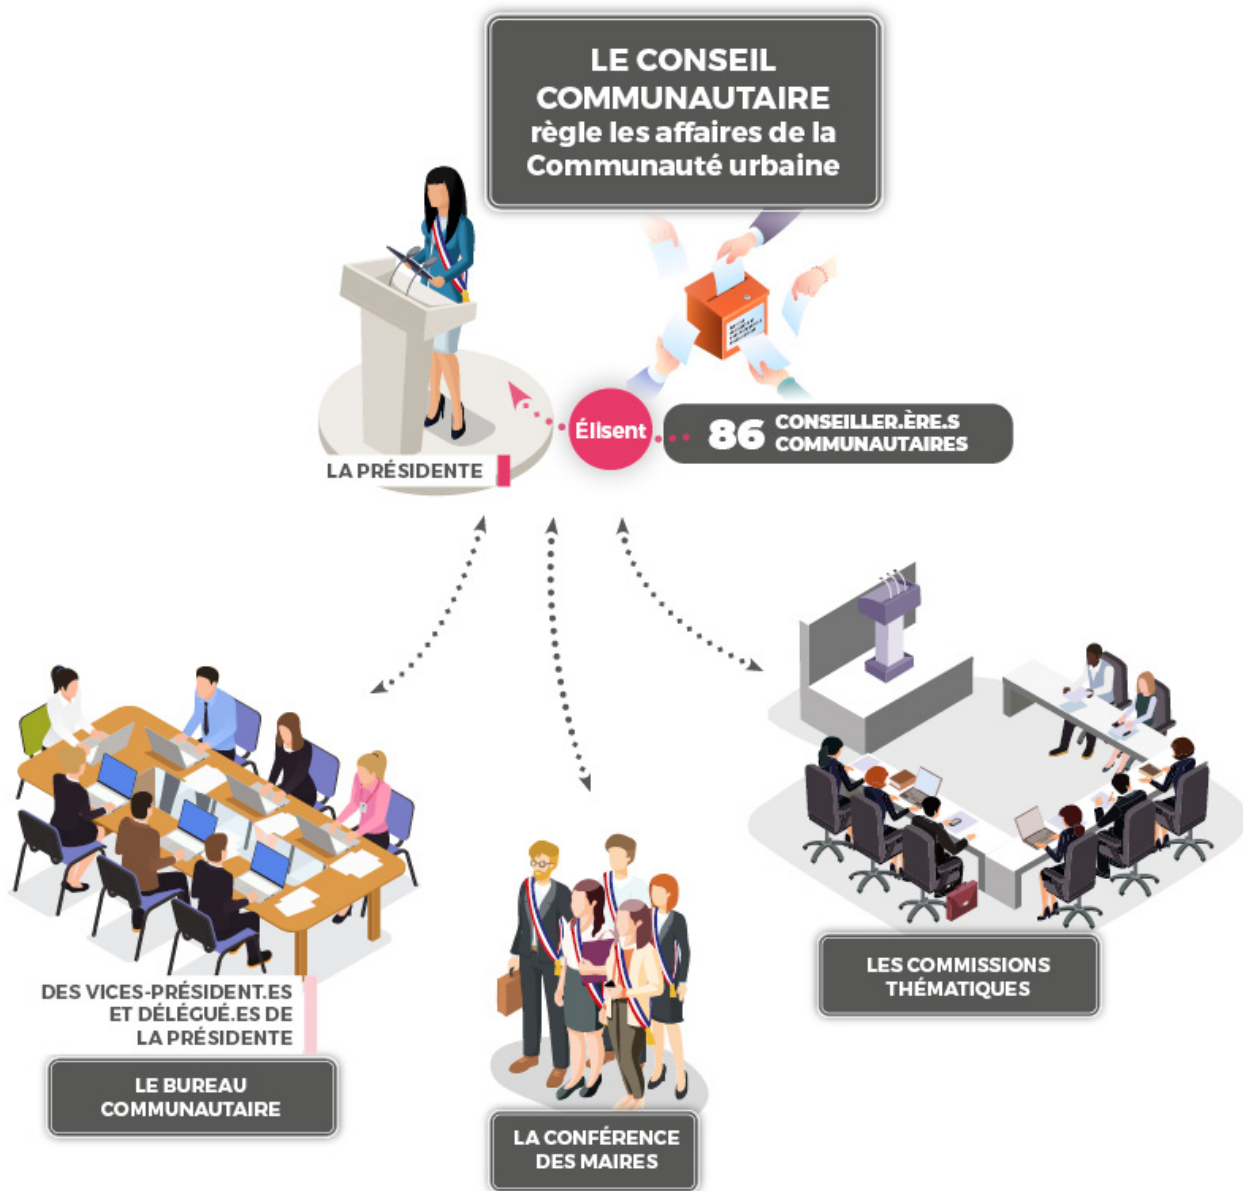 LE CONSEIL
COMMUNAUTAIRE
règle les affaires de la
Communauté urbaine
Élisent
86 CONSEILLER.ÈRE.S
COMMUNAUTAIRES
LA PRÉSIDENTE
DES VICES-PRÉSIDENT.ES
ET DÉLÉGUÉ.ES DE
LA PRÉSIDENTE
LE BUREAU
COMMUNAUTAIRE
LA CONFÉRENCE
DES MAIRES
LES COMMISSIONS
THÉMATIQUES